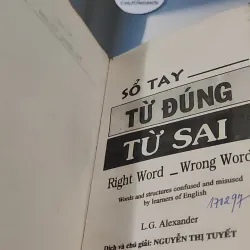 SỔ TAY
TỪ ĐÚNG
TỪ SAI
Right Word _ Wrong Word
Words and structures confused and misused
by learners of English
L.G. Alexander
Dịch và chú giải: NGUYỄN THỊ TUYẾT